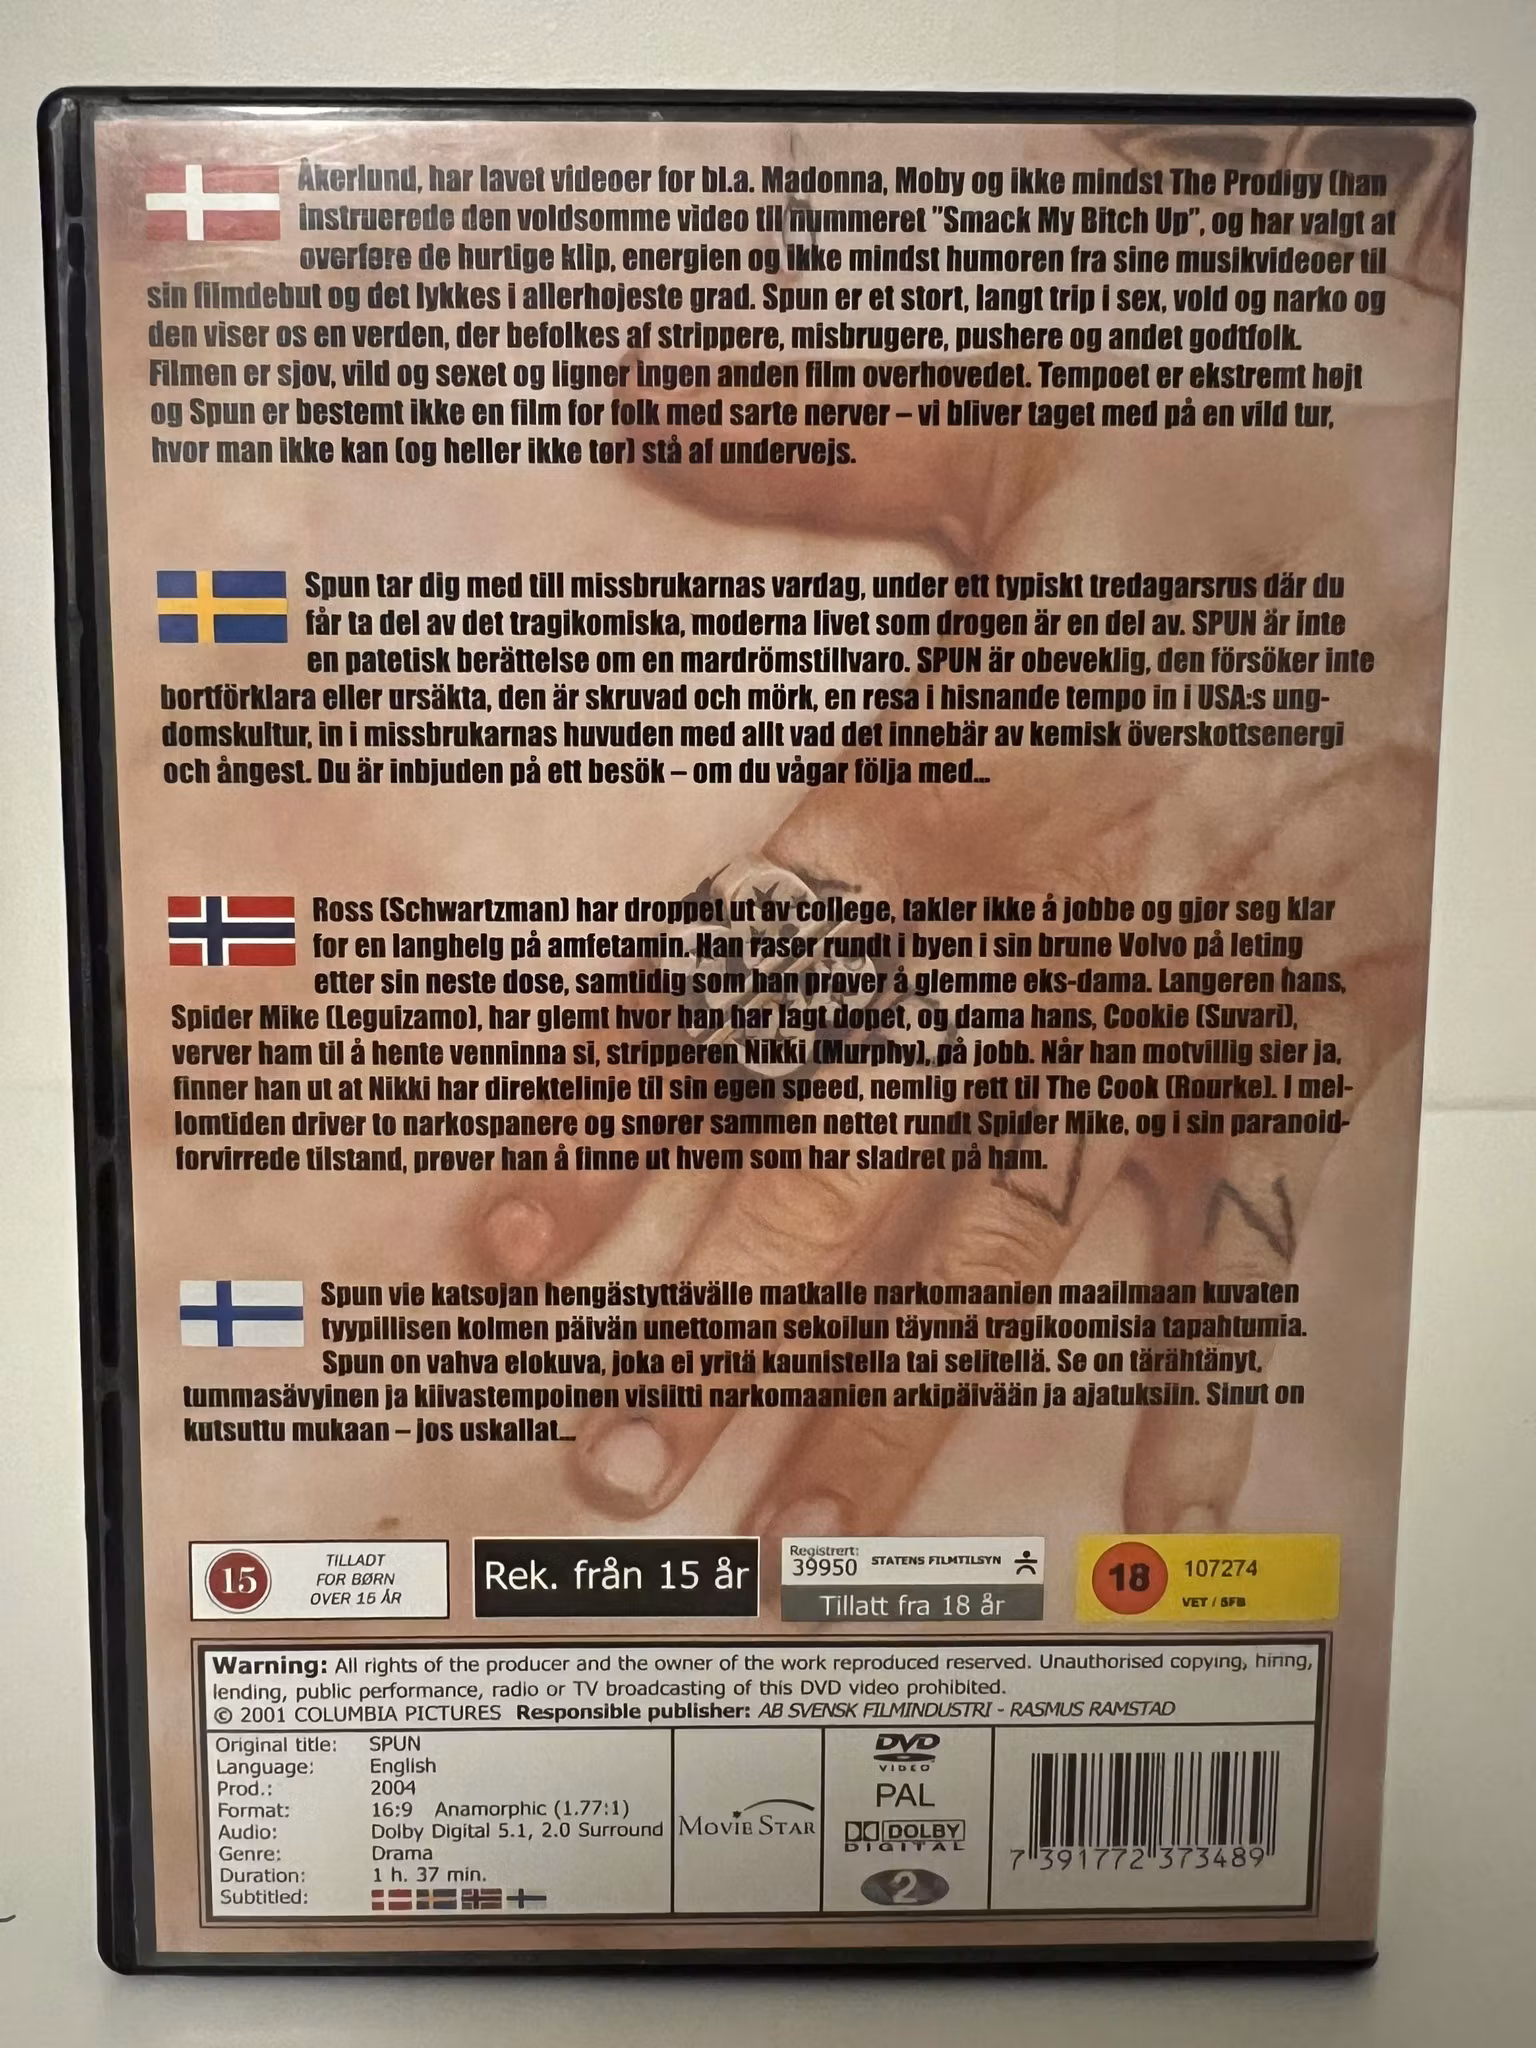 Åkerlund, har lavet videoer for bl.a. Madonna, Moby og ikke mindst The Prodigy (han
instruerede den voldsomme video til nummeret "Smack My Bitch Up", og har valgt at
overføre de hurtige klip, energien og ikke mindst humoren fra sine musikvideoer til
sin filmdebut og det lykkes i allerhøjeste grad. Spun er et stort, langt trip i sex, vold og narko og
den viser os en verden, der befolkes af strippere, misbrugere, pushere og andet godtfolk.
Filmen er sjov, vild og sexet og ligner ingen anden film overhovedet. Tempoet er ekstremt højt
og Spun er bestemt ikke en film for folk med sarte nerver – vi bliver taget med på en vild tur,
hvor man ikke kan (og heller ikke tør) stå af undervejs.
Spun tar dig med till missbrukarnas vardag, under ett typiskt tredagarsrus där du
får ta del av det tragikomiska, moderna livet som drogen är en del av. SPUN är inte
en patetisk berättelse om en mardrömstillvaro. SPUN är obeveklig, den försöker inte
bortförklara eller ursäkta, den är skruvad och mörk, en resa i hisnande tempo in i USA:s ung-
domskultur, in i missbrukarnas huvuden med allt vad det innebär av kemisk överskottsenergi
och ångest. Du är inbjuden på ett besök – om du vågar följa med...
Ross (Schwartzman) har droppet ut av college, takler ikke å jobbe og gjør seg klar
for en langhelg på amfetamin. Han raser rundt i byen i sin brune Volvo på leting
etter sin neste dose, samtidig som han prøver å glemme eks-dama. Langeren hans,
Spider Mike (Leguizamo), har glemt hvor han har lagt dopet, og dama hans, Cookie (Suvari),
verver ham til å hente venninna si, stripperen Nikki (Murphy), på jobb. Når han motvillig sier ja,
finner han ut at Nikki har direktelinje til sin egen speed, nemlig rett til The Cook (Rourke). I mel-
lomtiden driver to narkospanere og snører sammen nettet rundt Spider Mike, og i sin paranoid-
forvirrede tilstand, prøver han å finne ut hvem som har sladret på ham.
Z
Spun vie katsojan hengästyttävälle matkalle narkomaanien maailmaan kuvaten
tyypillisen kolmen päivän unettoman sekoilun täynnä tragikoomisia tapahtumia.
Spun on vahva elokuva, joka ei yritä kaunistella tai selitellä. Se on tärähtänyt,
tummasävyinen ja kiivastempoinen visiitti narkomaanien arkipäivään ja ajatuksiin. Sinut on
kutsuttu mukaan – jos uskallat...
15
TILLADT
FOR BØRN
OVER 15 ÅR
Rek. från 15 år
Registrert:
39950 STATENS FILMTILSYN
Tillatt fra 18 år
18
107274
VET / SFB
Warning: All rights of the producer and the owner of the work reproduced reserved. Unauthorised copying, hiring,
lending, public performance, radio or TV broadcasting of this DVD video prohibited.
© 2001 COLUMBIA PICTURES Responsible publisher: AB SVENSK FILMINDUSTRI - RASMUS RAMSTAD
Original title: SPUN
Language: English
Prod.: 2004
Format: 16:9 Anamorphic (1.77:1)
Audio: Dolby Digital 5.1, 2.0 Surround
Genre: Drama
Duration: 1 h. 37 min.
Subtitled:
MOVIE STAR
DVD
VIDEO
PAL
DOLBY
DIGITAL
2
7 391772 373489